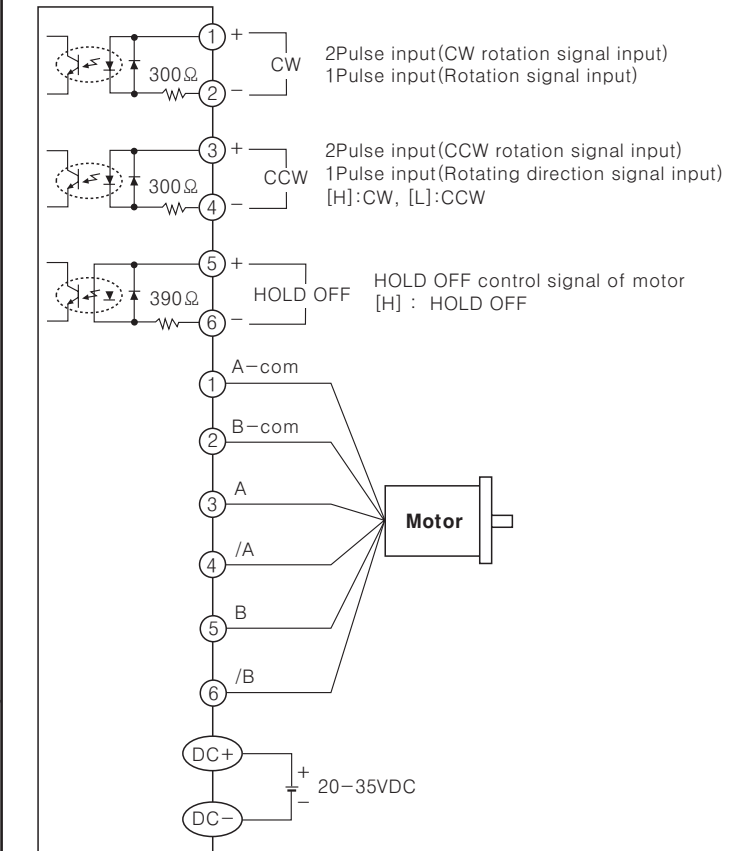 ① +
CW
300Ω
② −
2Pulse input(CW rotation signal input)
1Pulse input(Rotation signal input)
③ +
CCW
300Ω
④ −
2Pulse input(CCW rotation signal input)
1Pulse input(Rotating direction signal input)
[H]:CW, [L]:CCW
⑤ +
HOLD OFF
390Ω
⑥ −
HOLD OFF control signal of motor
[H] : HOLD OFF
① A-com
② B-com
③ A
④ /A
⑤ B
⑥ /B
Motor
DC+
+
20-35VDC
−
DC-